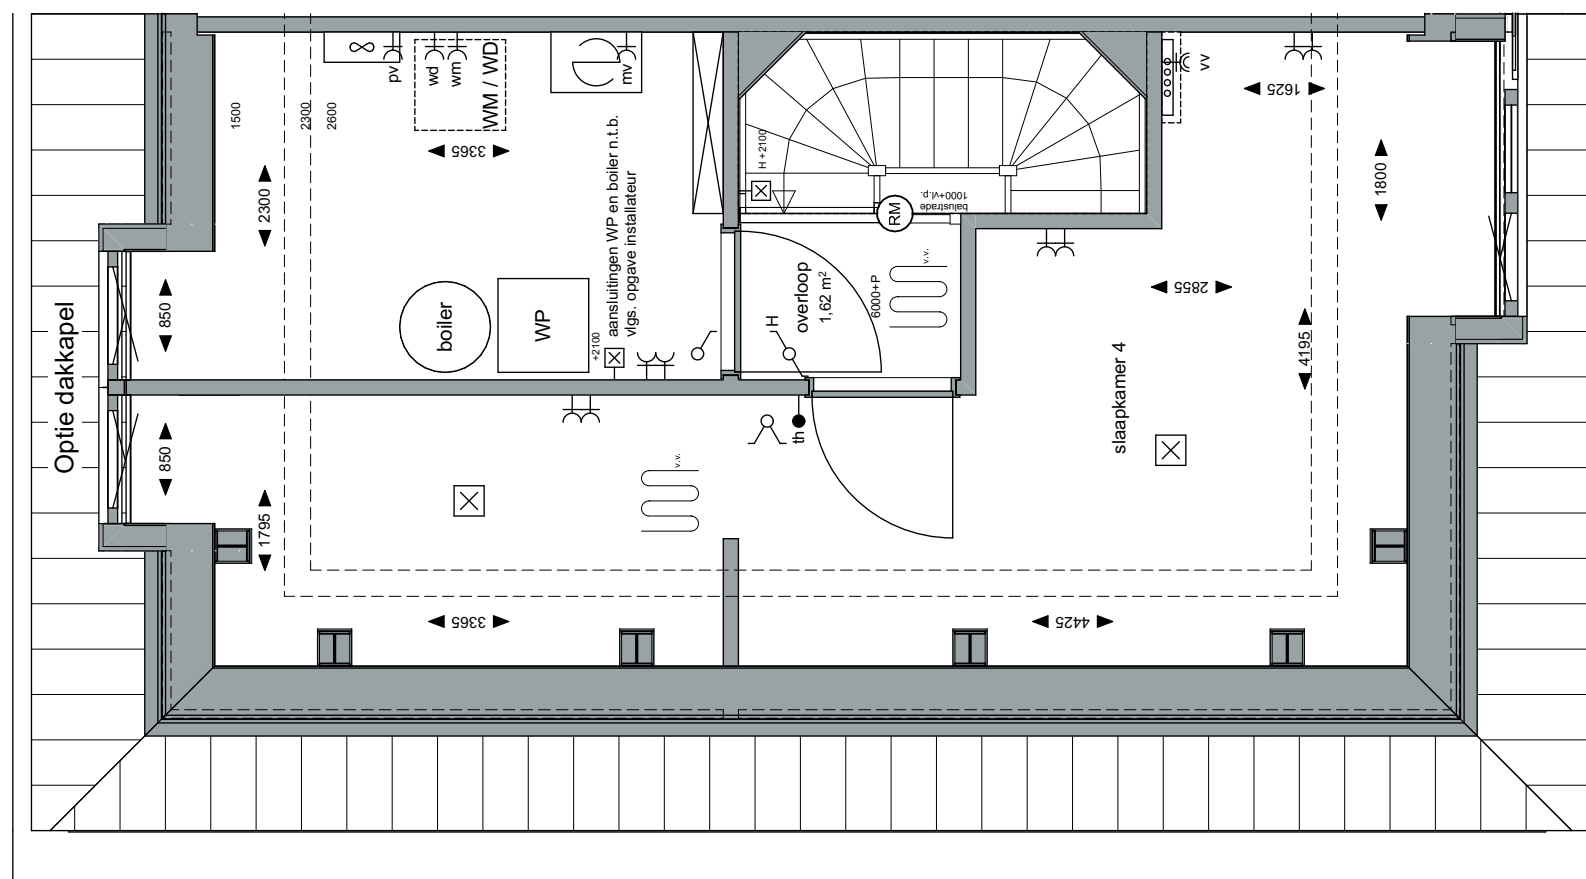 Optie dakkapel
1500
2300
2600
2300
850
850
1795
pv
wd
wm
WM / WD
3365
mv
aansluitingen WP en boiler n.t.b.
vlgs. opgave installateur
boiler
WP
+2100
H +2100
RM
balustrade
1000+vl.p.
overloop
1,62 m²
6000+P
v.v.
H
th
v.v.
vv
1625
1800
2855
4195
slaapkamer 4
3365
4425